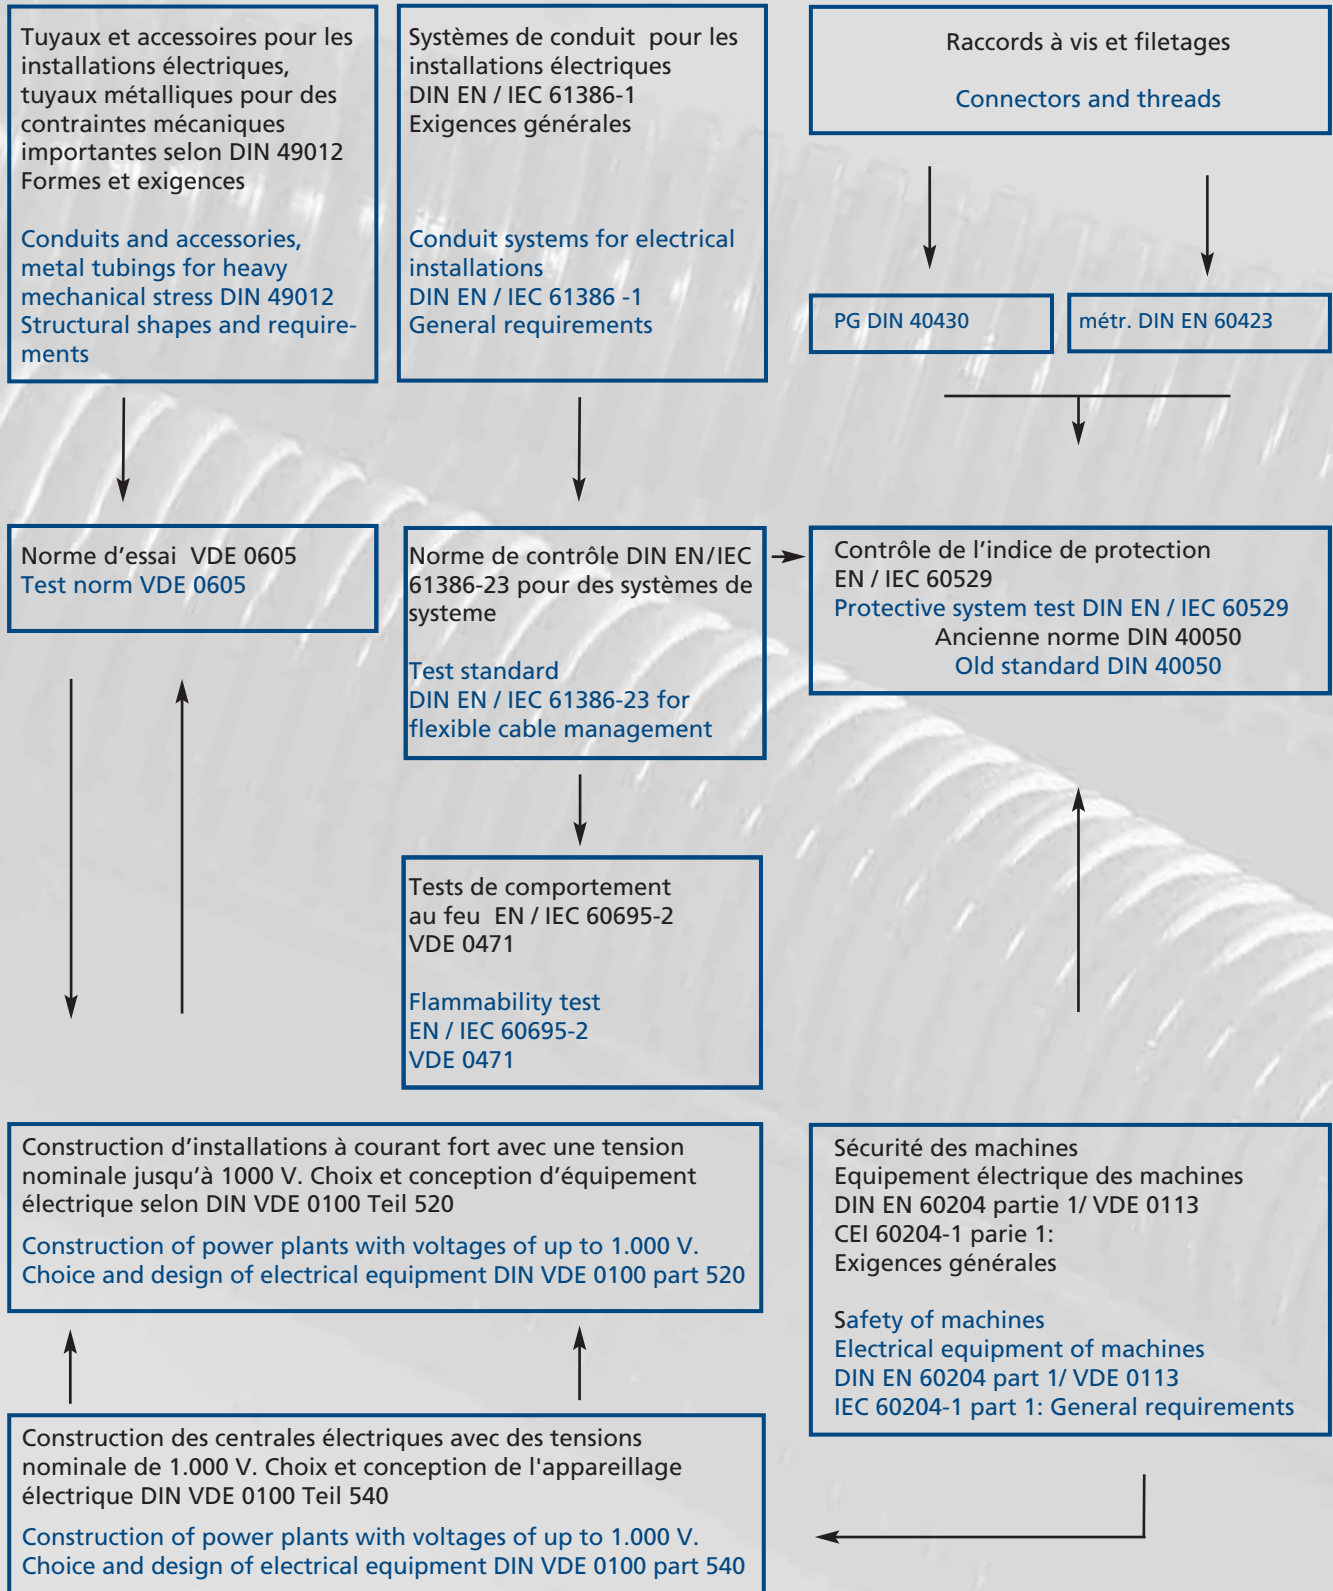 Tuyaux et accessoires pour les
installations électriques,
tuyaux métalliques pour des
contraintes mécaniques
importantes selon DIN 49012
Formes et exigences
Conduits and accessories,
metal tubings for heavy
mechanical stress DIN 49012
Structural shapes and require-
ments
Systèmes de conduit pour les
installations électriques
DIN EN / IEC 61386-1
Exigences générales
Conduit systems for electrical
installations
DIN EN / IEC 61386 -1
General requirements
Raccords à vis et filetages
Connectors and threads
PG DIN 40430
métr. DIN EN 60423
Norme d'essai VDE 0605
Test norm VDE 0605
Norme de contrôle DIN EN/IEC
61386-23 pour des systèmes de
systeme
Test standard
DIN EN / IEC 61386-23 for
flexible cable management
Contrôle de l’indice de protection
EN / IEC 60529
Protective system test DIN EN / IEC 60529
Ancienne norme DIN 40050
Old standard DIN 40050
Tests de comportement
au feu EN / IEC 60695-2
VDE 0471
Flammability test
EN / IEC 60695-2
VDE 0471
Construction d’installations à courant fort avec une tension
nominale jusqu’à 1000 V. Choix et conception d’équipement
électrique selon DIN VDE 0100 Teil 520
Construction of power plants with voltages of up to 1.000 V.
Choice and design of electrical equipment DIN VDE 0100 part 520
Sécurité des machines
Equipement électrique des machines
DIN EN 60204 partie 1/ VDE 0113
CEI 60204-1 parie 1:
Exigences générales
Safety of machines
Electrical equipment of machines
DIN EN 60204 part 1/ VDE 0113
IEC 60204-1 part 1: General requirements
Construction des centrales électriques avec des tensions
nominale de 1.000 V. Choix et conception de l'appareillage
électrique DIN VDE 0100 Teil 540
Construction of power plants with voltages of up to 1.000 V.
Choice and design of electrical equipment DIN VDE 0100 part 540